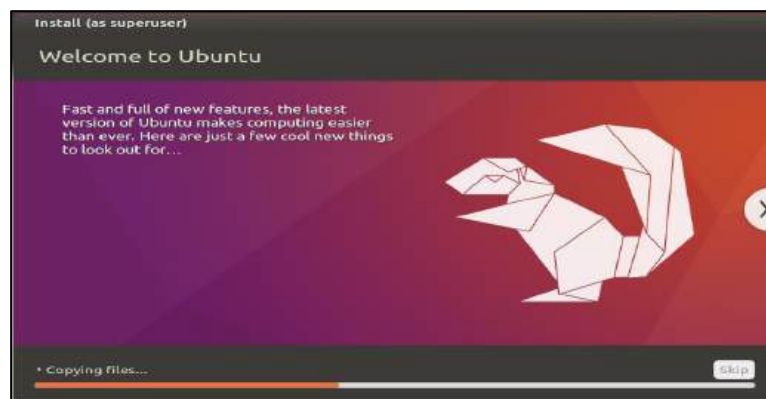 Install (as superuser)
Welcome to Ubuntu
Fast and full of new features, the latest
version of Ubuntu makes computing easier
than ever. Here are just a few cool new things
to look out for...
Copying files...
Skip